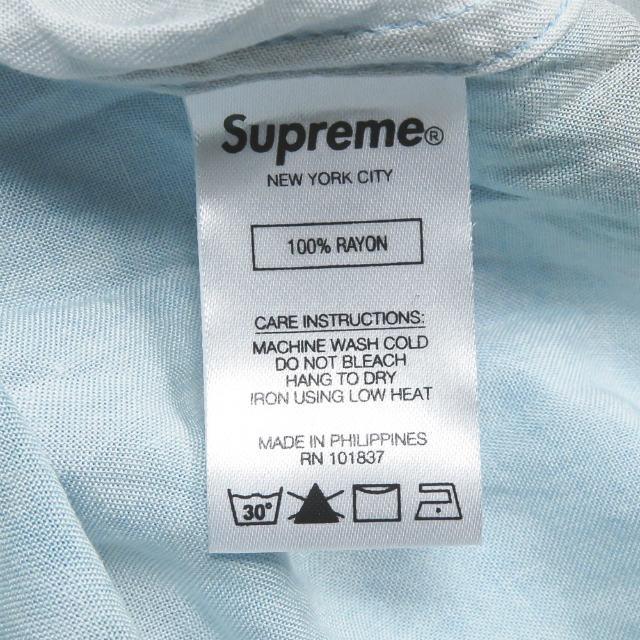 Supreme®
NEW YORK CITY
100% RAYON
CARE INSTRUCTIONS:
MACHINE WASH COLD
DO NOT BLEACH
HANG TO DRY
IRON USING LOW HEAT
MADE IN PHILIPPINES
RN 101837
30°